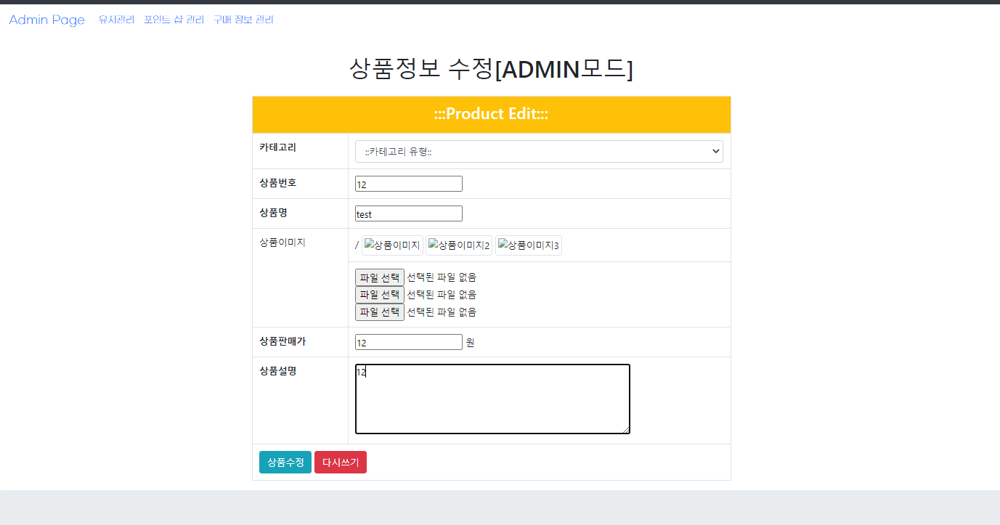 Admin Page 유저관리 포인트 샵 관리 구매 정보 관리
상품정보 수정[ADMIN모드]
:::Product Edit:::
카테고리 ::카테고리 유형::
상품번호 12
상품명 test
상품이미지 / 상품이미지 상품이미지2 상품이미지3
파일 선택 선택된 파일 없음
파일 선택 선택된 파일 없음
파일 선택 선택된 파일 없음
상품판매가 12 원
상품설명 12
상품수정 다시쓰기